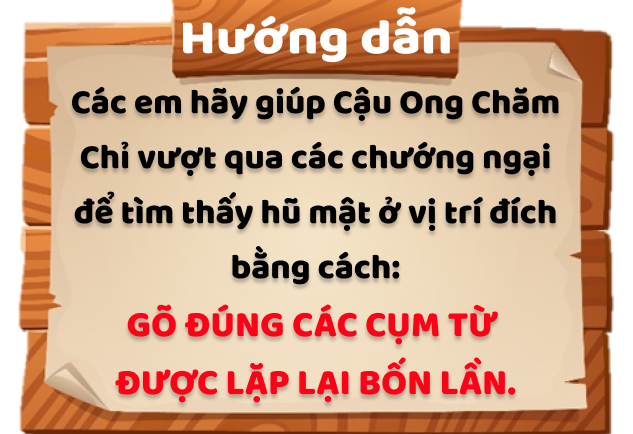 Hướng dẫn
Các em hãy giúp Cậu Ong Chăm
Chỉ vượt qua các chướng ngại
để tìm thấy hũ mật ở vị trí đích
bằng cách:
GÕ ĐÚNG CÁC CỤM TỪ
ĐƯỢC LẶP LẠI BỐN LẦN.